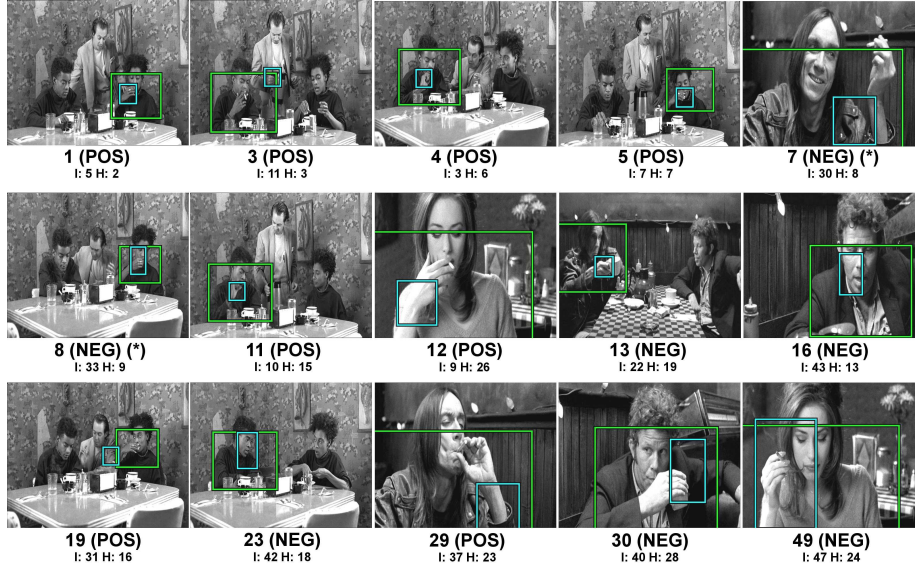 1 (POS)
I: 5 H: 2
3 (POS)
I: 11 H: 3
4 (POS)
I: 3 H: 6
5 (POS)
I: 7 H: 7
7 (NEG) (*)
I: 30 H: 8
8 (NEG) (*)
I: 33 H: 9
11 (POS)
I: 10 H: 15
12 (POS)
I: 9 H: 26
13 (NEG)
I: 22 H: 19
16 (NEG)
I: 43 H: 13
19 (POS)
I: 31 H: 16
23 (NEG)
I: 42 H: 18
29 (POS)
I: 37 H: 23
30 (NEG)
I: 40 H: 28
49 (NEG)
I: 47 H: 24